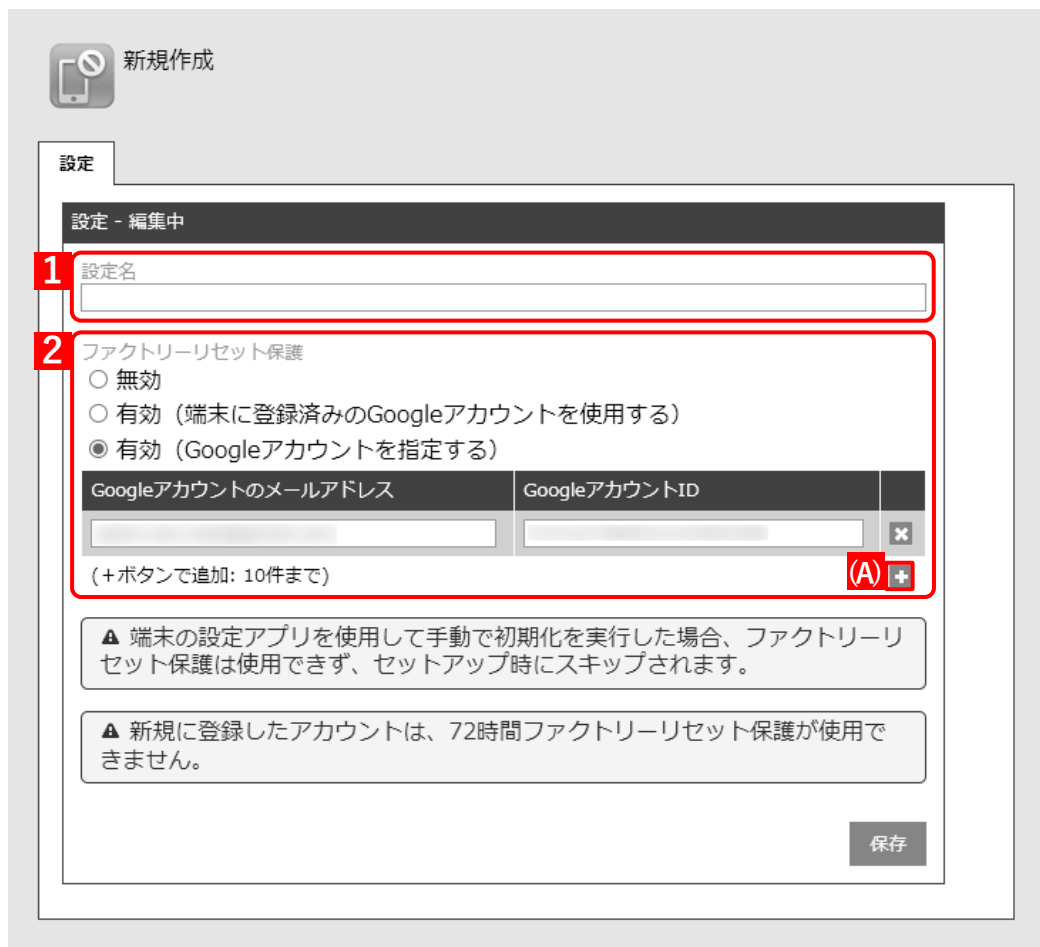 新規作成
設定
設定 - 編集中
1
設定名
2
ファクトリーリセット保護
無効
有効（端末に登録済みのGoogleアカウントを使用する）
有効（Googleアカウントを指定する）
Googleアカウントのメールアドレス GoogleアカウントID
(+ボタンで追加: 10件まで) (A)
端末の設定アプリを使用して手動で初期化を実行した場合、ファクトリーリ
セット保護は使用できず、セットアップ時にスキップされます。
新規に登録したアカウントは、72時間ファクトリーリセット保護が使用で
きません。
保存